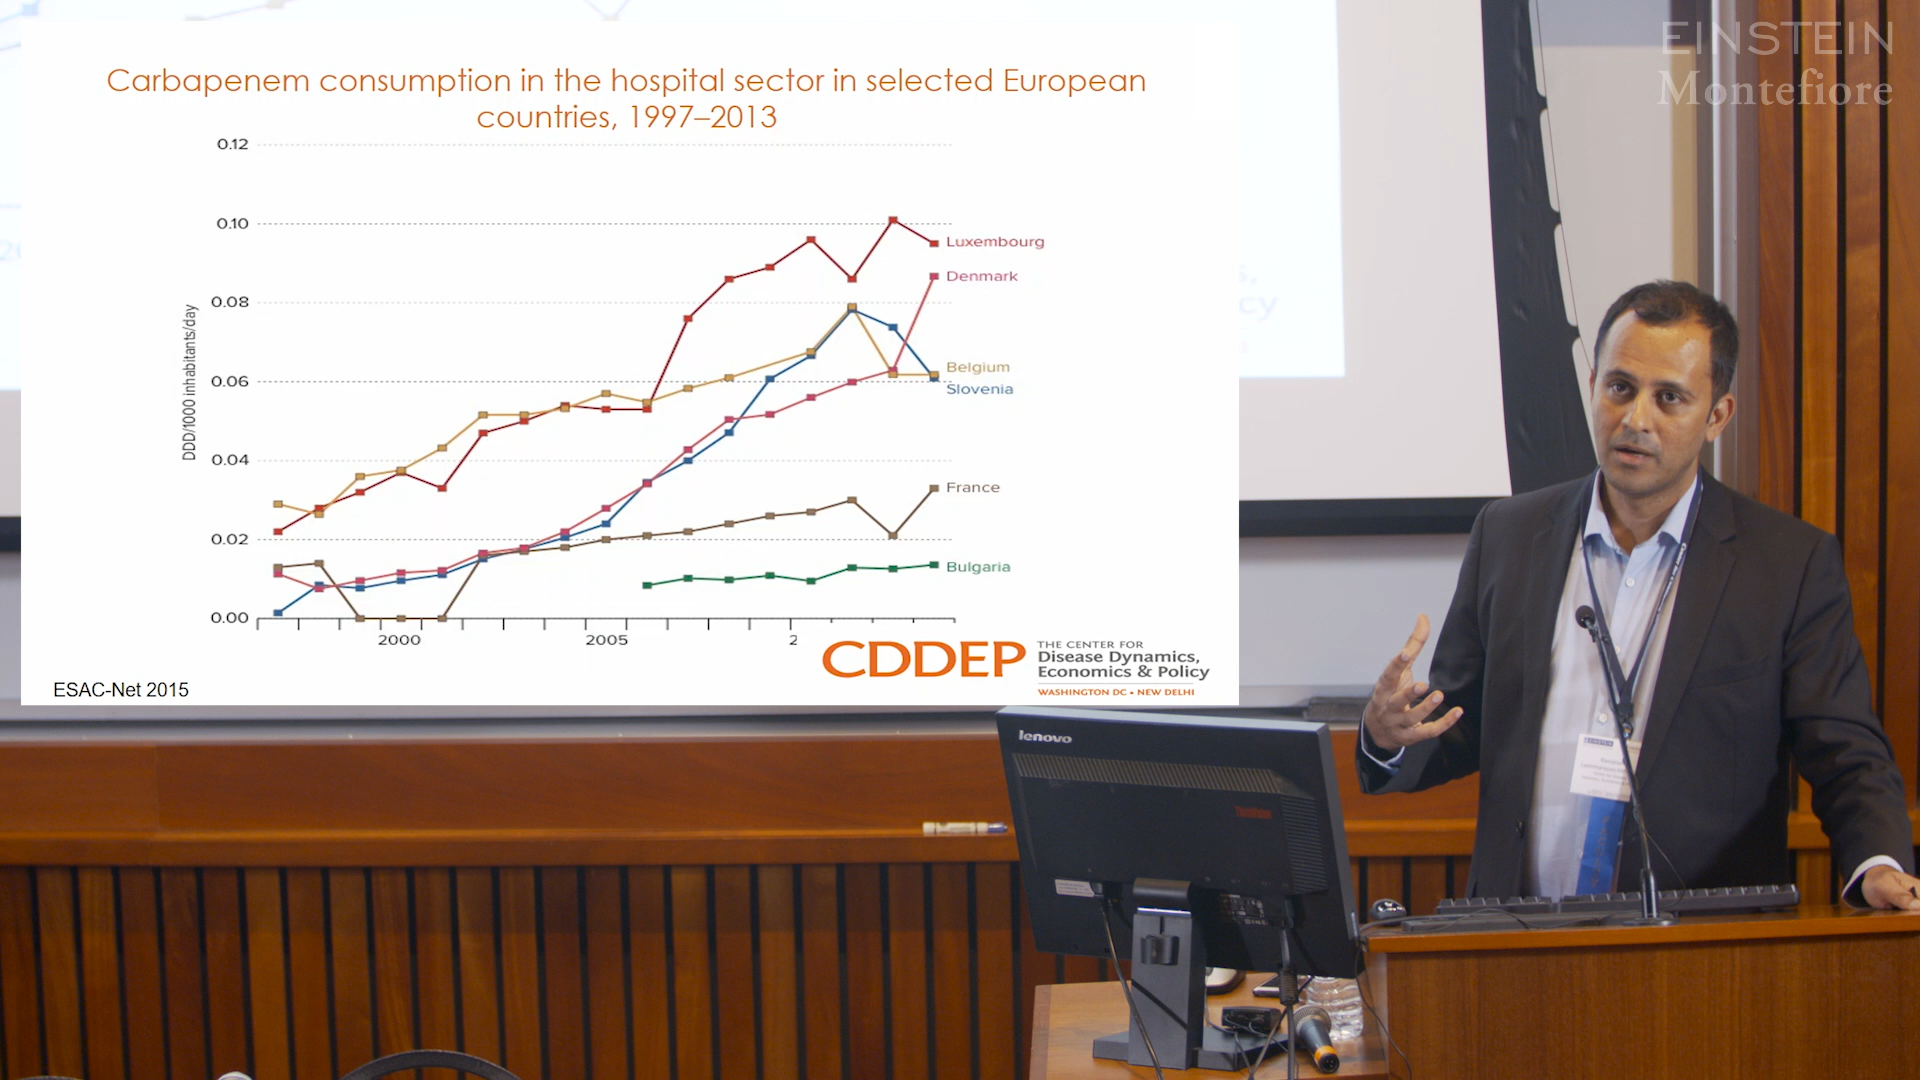 EINSTEIN
Montefiore
Carbapenem consumption in the hospital sector in selected European
countries, 1997–2013
0.12
0.10
0.08
0.06
0.04
0.02
0.00
DDD/1000 inhabitants/day
Luxembourg
Denmark
Belgium
Slovenia
France
Bulgaria
2000
2005
2
CDDEP
THE CENTER FOR
Disease Dynamics,
Economics & Policy
WASHINGTON DC • NEW DELHI
ESAC-Net 2015
lenovo
EINSTEIN